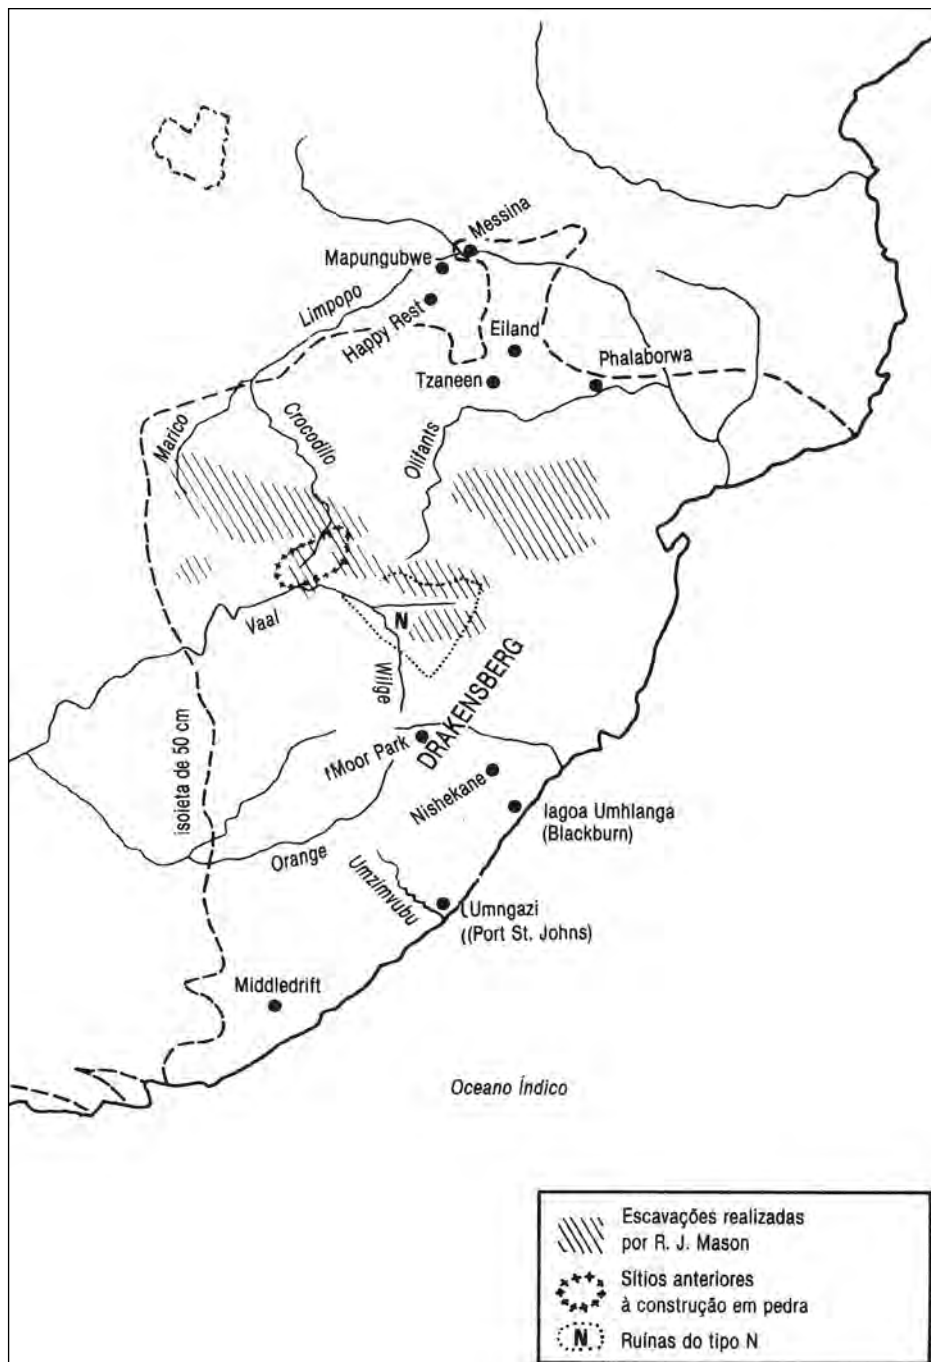 Messina
Mapungubwe
Limpopo
Happy Rest
Eiland
Phalaborwa
Tzaneen
Marico
Crocodilo
Olifants
N
Vaal
Wilge
DRAKENSBERG
isoieta de 50 cm
Moor Park
Nishekane
lagoa Umhlanga
(Blackburn)
Orange
Umzimvubu
Umngazi
((Port St. Johns)
Middledrift
Oceano Índico
Escavações realizadas
por R. J. Mason
Sítios anteriores
à construção em pedra
N Ruínas do tipo N